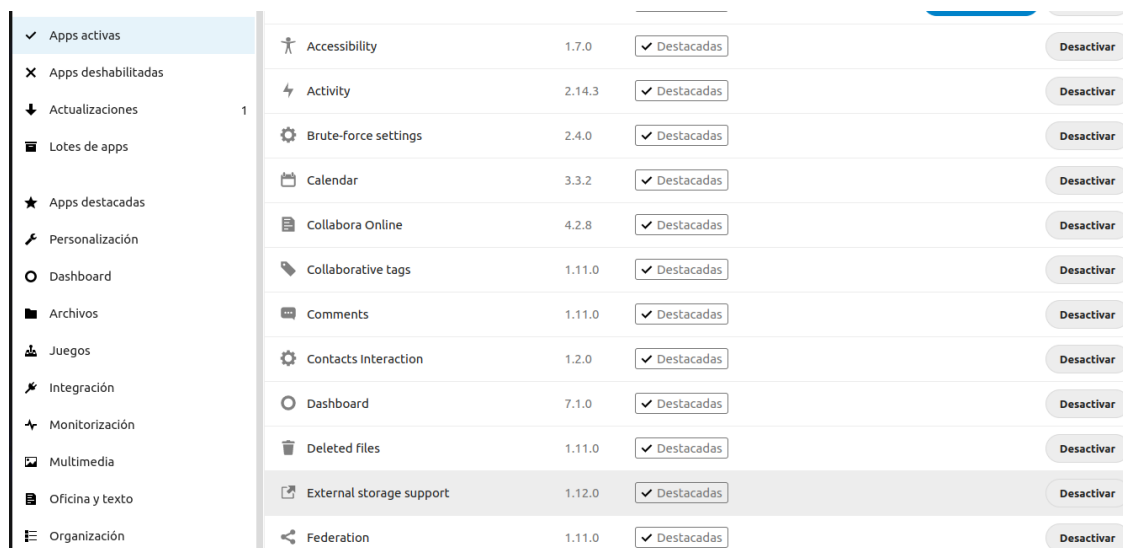 Apps activas
Apps deshabilitadas
Actualizaciones 1
Lotes de apps
Apps destacadas
Personalización
Dashboard
Archivos
Juegos
Integración
Monitorización
Multimedia
Oficina y texto
Organización
Accessibility 1.7.0 Destacadas Desactivar
Activity 2.14.3 Destacadas Desactivar
Brute-force settings 2.4.0 Destacadas Desactivar
Calendar 3.3.2 Destacadas Desactivar
Collabora Online 4.2.8 Destacadas Desactivar
Collaborative tags 1.11.0 Destacadas Desactivar
Comments 1.11.0 Destacadas Desactivar
Contacts Interaction 1.2.0 Destacadas Desactivar
Dashboard 7.1.0 Destacadas Desactivar
Deleted files 1.11.0 Destacadas Desactivar
External storage support 1.12.0 Destacadas Desactivar
Federation 1.11.0 Destacadas Desactivar